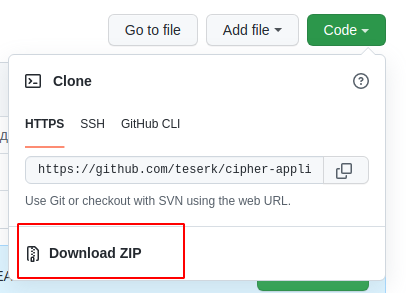 Go to file Add file Code
Clone
HTTPS SSH GitHub CLI
https://github.com/teserk/cipher-appli
Use Git or checkout with SVN using the web URL.
Download ZIP